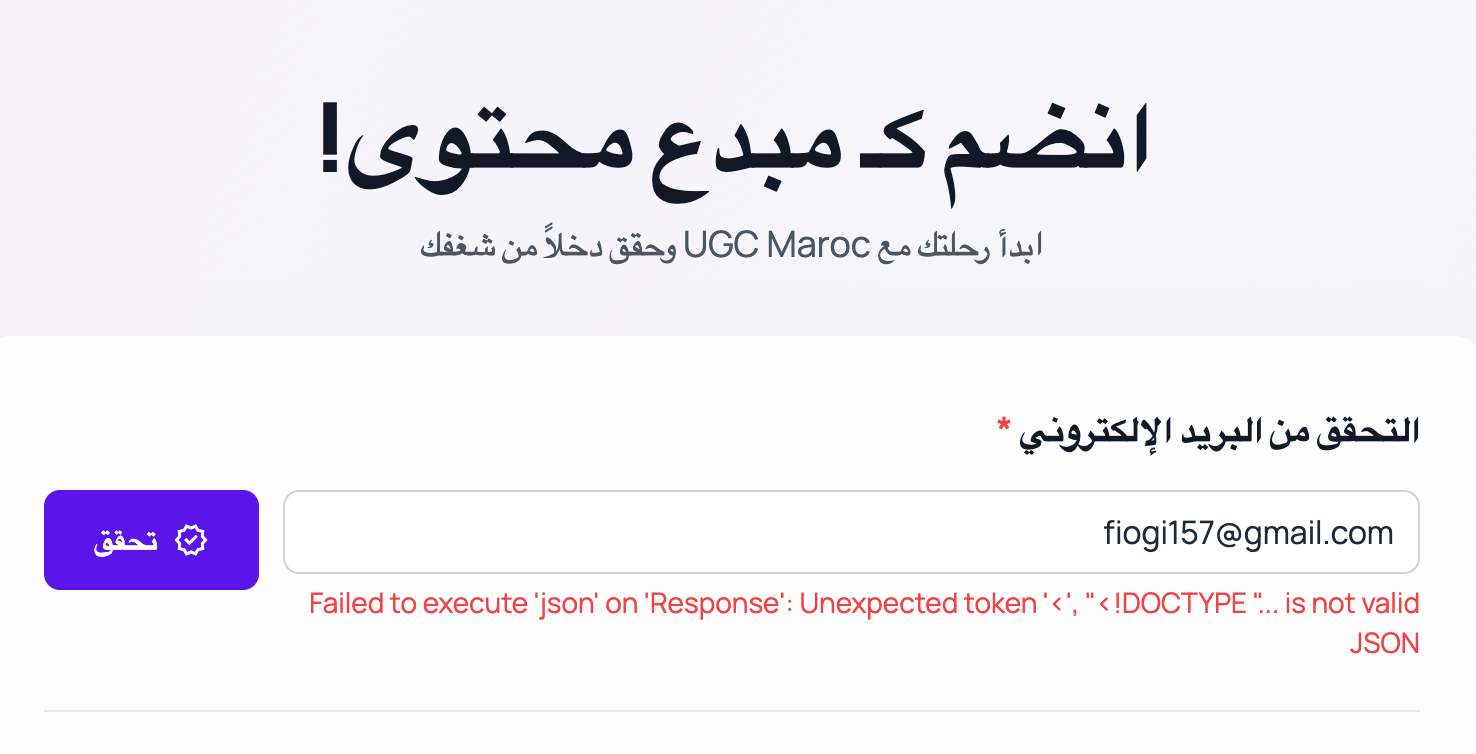 انضم كـ مبدع محتوى!
ابدأ رحلتك مع UGC Maroc وحقق دخلاً من شغفك
التحقق من البريد الإلكتروني *
fiogi157@gmail.com
تحقق
Failed to execute 'json' on 'Response': Unexpected token '<', "<!DOCTYPE "... is not valid
JSON